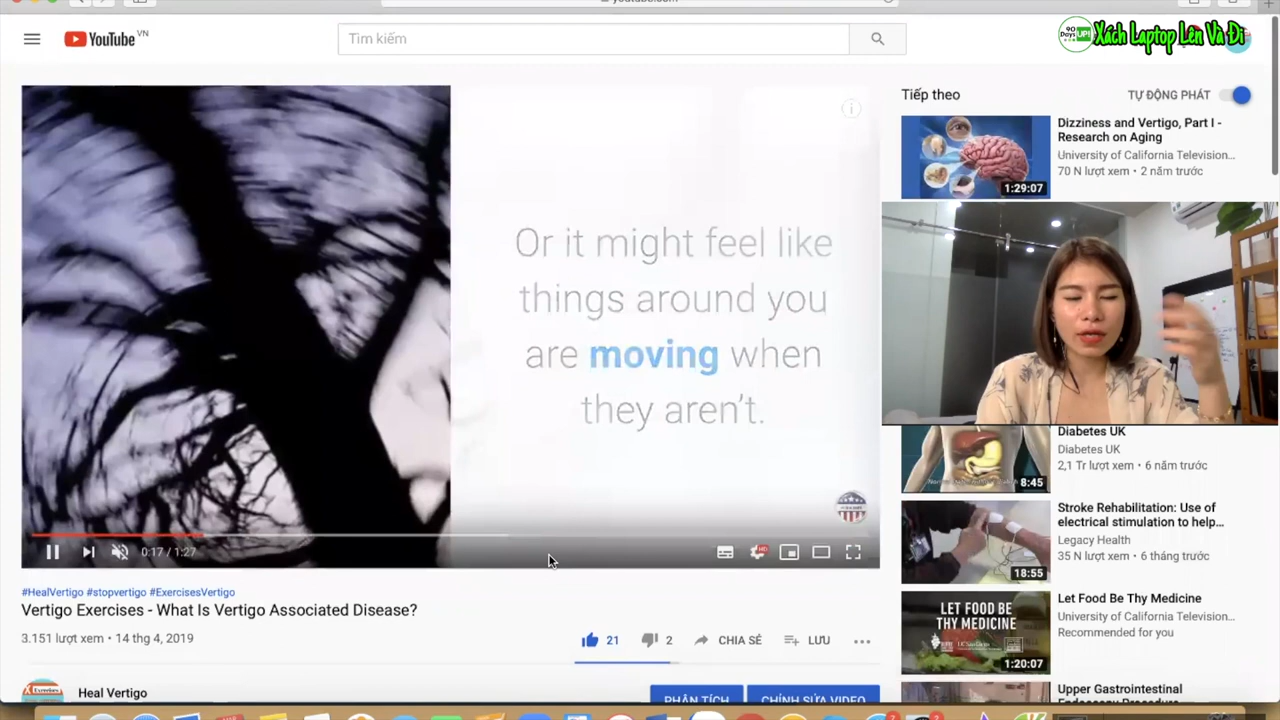 youtube.com
YouTube VN
Tìm kiếm
90 Days UP!
Xách Laptop Lên Và Đi
Or it might feel like
things around you
are moving when
they aren't.
0:17 / 1:27
HD
#HealVertigo #stopvertigo #ExercisesVertigo
Vertigo Exercises - What Is Vertigo Associated Disease?
3.151 lượt xem • 14 thg 4, 2019
21
2
CHIA SẺ
LƯU
Heal Vertigo
PHÂN TÍCH
CHỈNH SỬA VIDEO
Tiếp theo
TỰ ĐỘNG PHÁT
1:29:07
Dizziness and Vertigo, Part I -
Research on Aging
University of California Television...
70 N lượt xem • 2 năm trước
8:45
Diabetes UK
Diabetes UK
2,1 Tr lượt xem • 6 năm trước
18:55
Stroke Rehabilitation: Use of
electrical stimulation to help...
Legacy Health
35 N lượt xem • 6 tháng trước
LET FOOD BE
THY MEDICINE
1:20:07
Let Food Be Thy Medicine
University of California Television...
Recommended for you
Upper Gastrointestinal